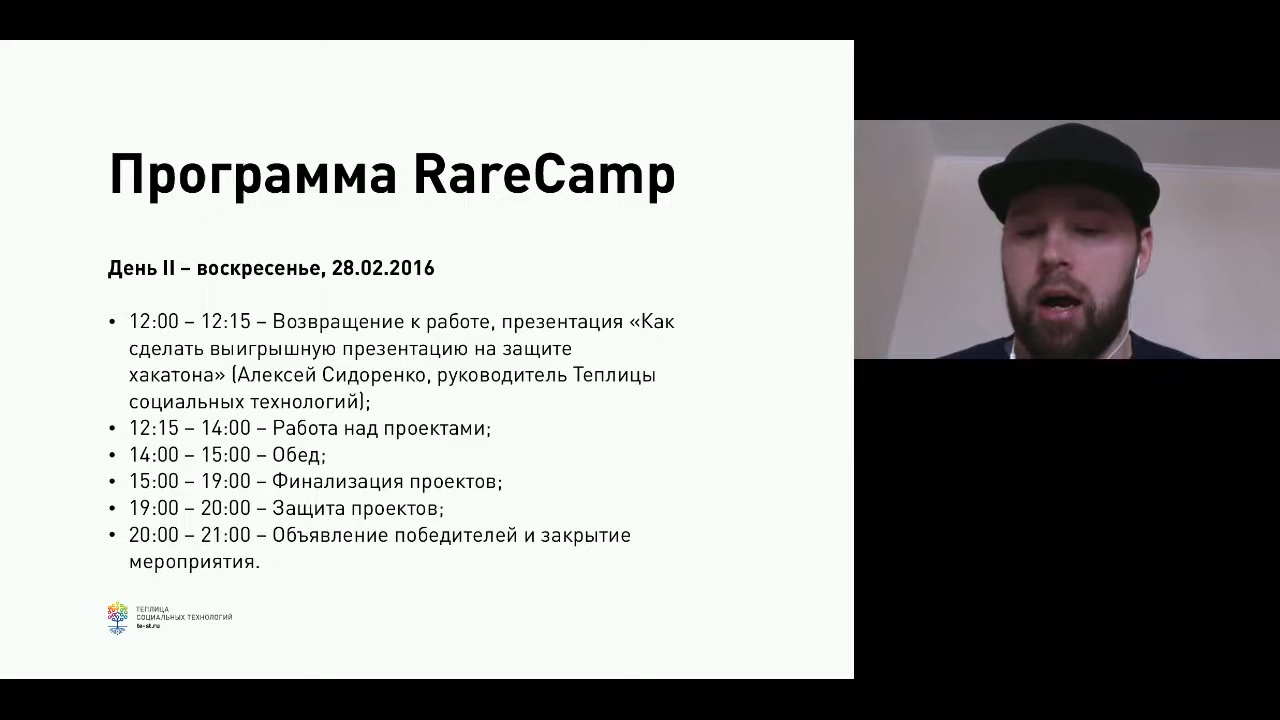 Программа RareCamp
День II – воскресенье, 28.02.2016
• 12:00 – 12:15 – Возвращение к работе, презентация «Как
сделать выигрышную презентацию на защите
хакатона» (Алексей Сидоренко, руководитель Теплицы
социальных технологий);
• 12:15 – 14:00 – Работа над проектами;
• 14:00 – 15:00 – Обед;
• 15:00 – 19:00 – Финализация проектов;
• 19:00 – 20:00 – Защита проектов;
• 20:00 – 21:00 – Объявление победителей и закрытие
мероприятия.
ТЕПЛИЦА
СОЦИАЛЬНЫХ ТЕХНОЛОГИЙ
te-st.ru